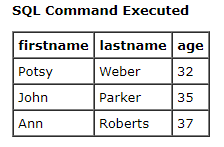 SQL Command Executed
firstname lastname age
Potsy Weber 32
John Parker 35
Ann Roberts 37